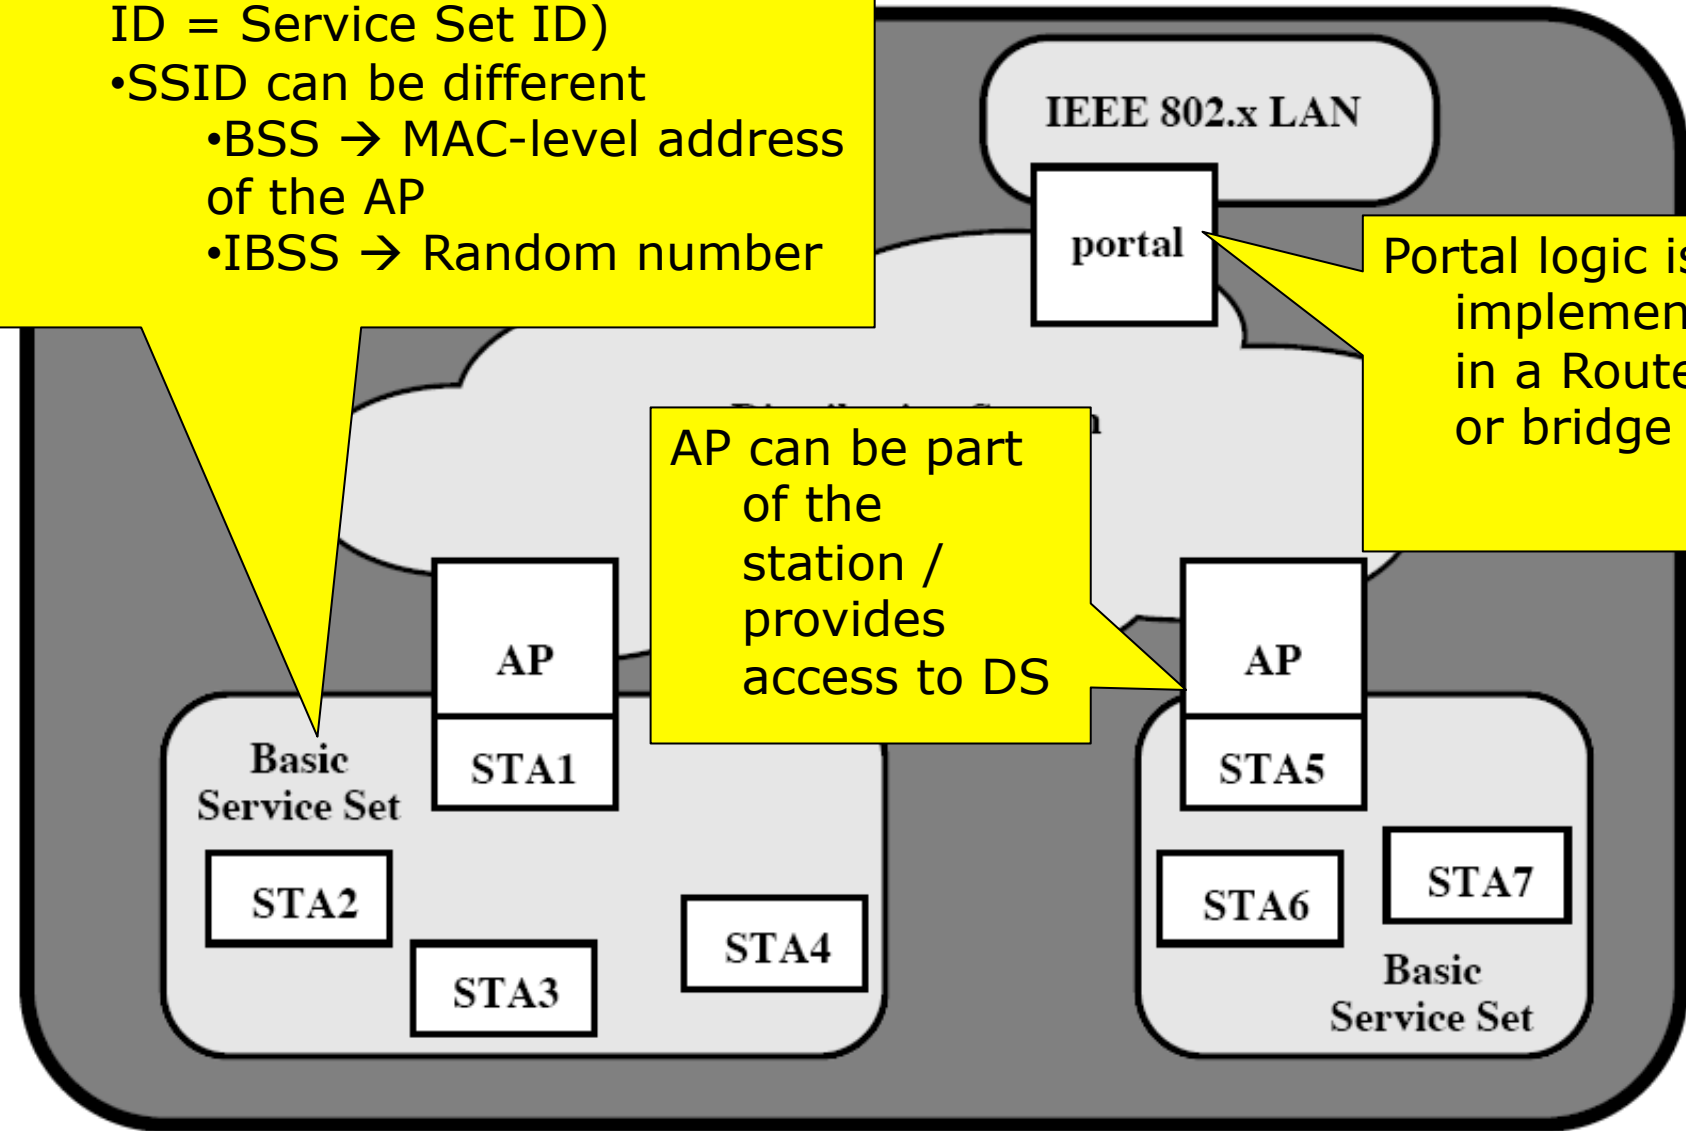 ID = Service Set ID)
•SSID can be different
•BSS → MAC-level address
of the AP
•IBSS → Random number
IEEE 802.x LAN
portal
Portal logic is
implemen
in a Route
or bridge
AP can be part
of the
station /
provides
access to DS
AP
STA1
Basic
Service Set
STA2
STA3
STA4
AP
STA5
STA6
STA7
Basic
Service Set